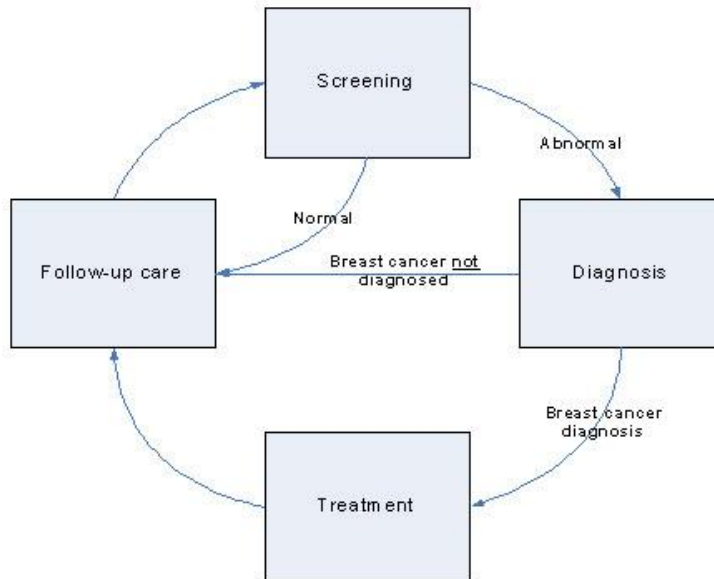 Screening
Abnormal
Normal
Follow-up care
Breast cancer not
diagnosed
Diagnosis
Breast cancer
diagnosis
Treatment